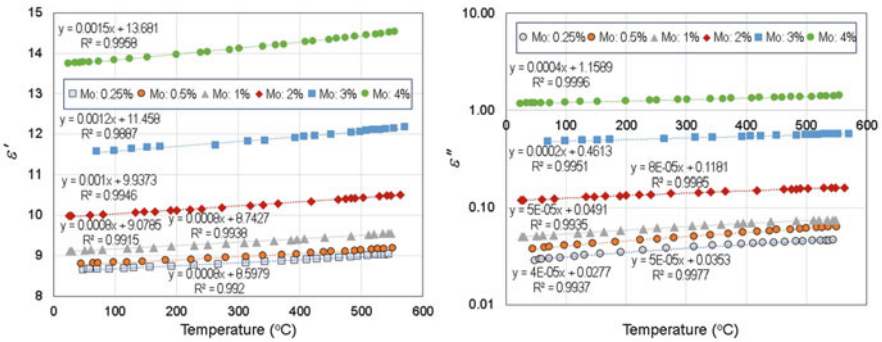 15
14
13
12
11
10
9
8
ε′
y = 0.0015x + 13.681
R² = 0.9958
Mo: 0.25% Mo: 0.5% Mo: 1% Mo: 2% Mo: 3% Mo: 4%
y = 0.0012x + 11.458
R² = 0.9887
y = 0.001x + 9.9373
R² = 0.9946
y = 0.0008x + 9.0785
R² = 0.9915
y = 0.0008x + 8.7427
R² = 0.9938
y = 0.0008x + 8.5979
R² = 0.992
0 100 200 300 400 500 600
Temperature (°C)
10.00
1.00
0.10
0.01
ε″
Mo: 0.25% Mo: 0.5% Mo: 1% Mo: 2% Mo: 3% Mo: 4%
y = 0.0004x + 1.1589
R² = 0.9996
0 100 200 300 400 500 600
y = 0.0002x + 0.4613
R² = 0.9951
y = 8E-05x + 0.1181
R² = 0.9985
y = 5E-05x + 0.0491
R² = 0.9935
y = 4E-05x + 0.0277
R² = 0.9937
y = 5E-05x + 0.0353
R² = 0.9977
Temperature (°C)